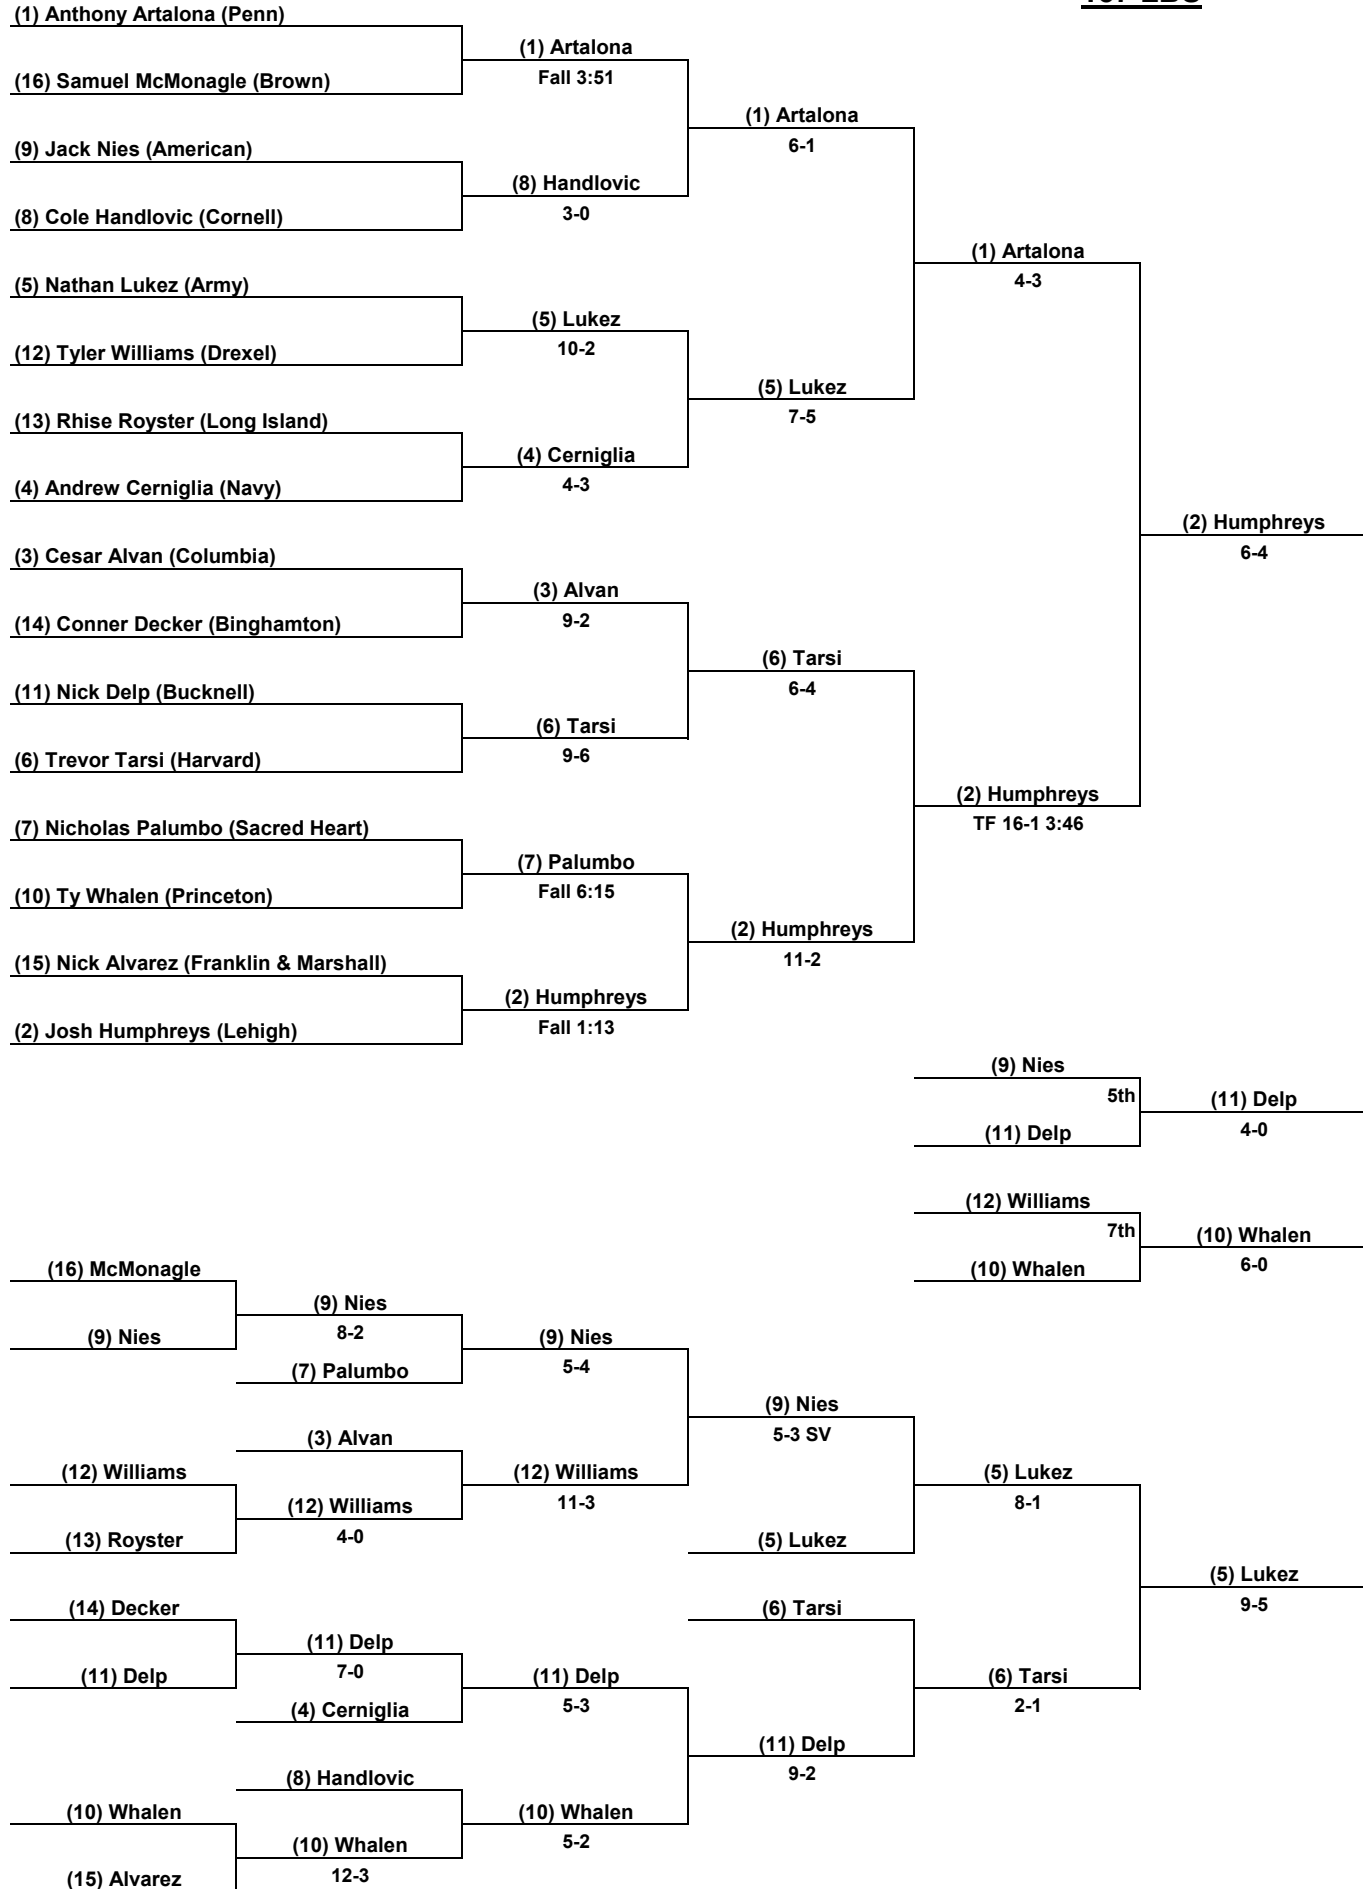 (1) Anthony Artalona (Penn)
(1) Artalona
Fall 3:51
(16) Samuel McMonagle (Brown)
(1) Artalona
6-1
(9) Jack Nies (American)
(8) Handlovic
3-0
(8) Cole Handlovic (Cornell)
(1) Artalona
4-3
(5) Nathan Lukez (Army)
(5) Lukez
10-2
(12) Tyler Williams (Drexel)
(5) Lukez
7-5
(13) Rhise Royster (Long Island)
(4) Cerniglia
4-3
(4) Andrew Cerniglia (Navy)
(2) Humphreys
6-4
(3) Cesar Alvan (Columbia)
(3) Alvan
9-2
(14) Conner Decker (Binghamton)
(6) Tarsi
6-4
(11) Nick Delp (Bucknell)
(6) Tarsi
9-6
(6) Trevor Tarsi (Harvard)
(2) Humphreys
TF 16-1 3:46
(7) Nicholas Palumbo (Sacred Heart)
(7) Palumbo
Fall 6:15
(10) Ty Whalen (Princeton)
(2) Humphreys
11-2
(15) Nick Alvarez (Franklin & Marshall)
(2) Humphreys
Fall 1:13
(2) Josh Humphreys (Lehigh)
(9) Nies
5th
(11) Delp
4-0
(11) Delp
(12) Williams
7th
(10) Whalen
6-0
(10) Whalen
(16) McMonagle
(9) Nies
8-2
(9) Nies
(9) Nies
5-4
(7) Palumbo
(9) Nies
5-3 SV
(3) Alvan
(12) Williams
(12) Williams
11-3
(5) Lukez
8-1
(12) Williams
4-0
(13) Royster
(5) Lukez
(5) Lukez
9-5
(14) Decker
(6) Tarsi
(11) Delp
7-0
(11) Delp
(11) Delp
5-3
(6) Tarsi
2-1
(4) Cerniglia
(11) Delp
9-2
(8) Handlovic
(10) Whalen
(10) Whalen
5-2
(10) Whalen
12-3
(15) Alvarez